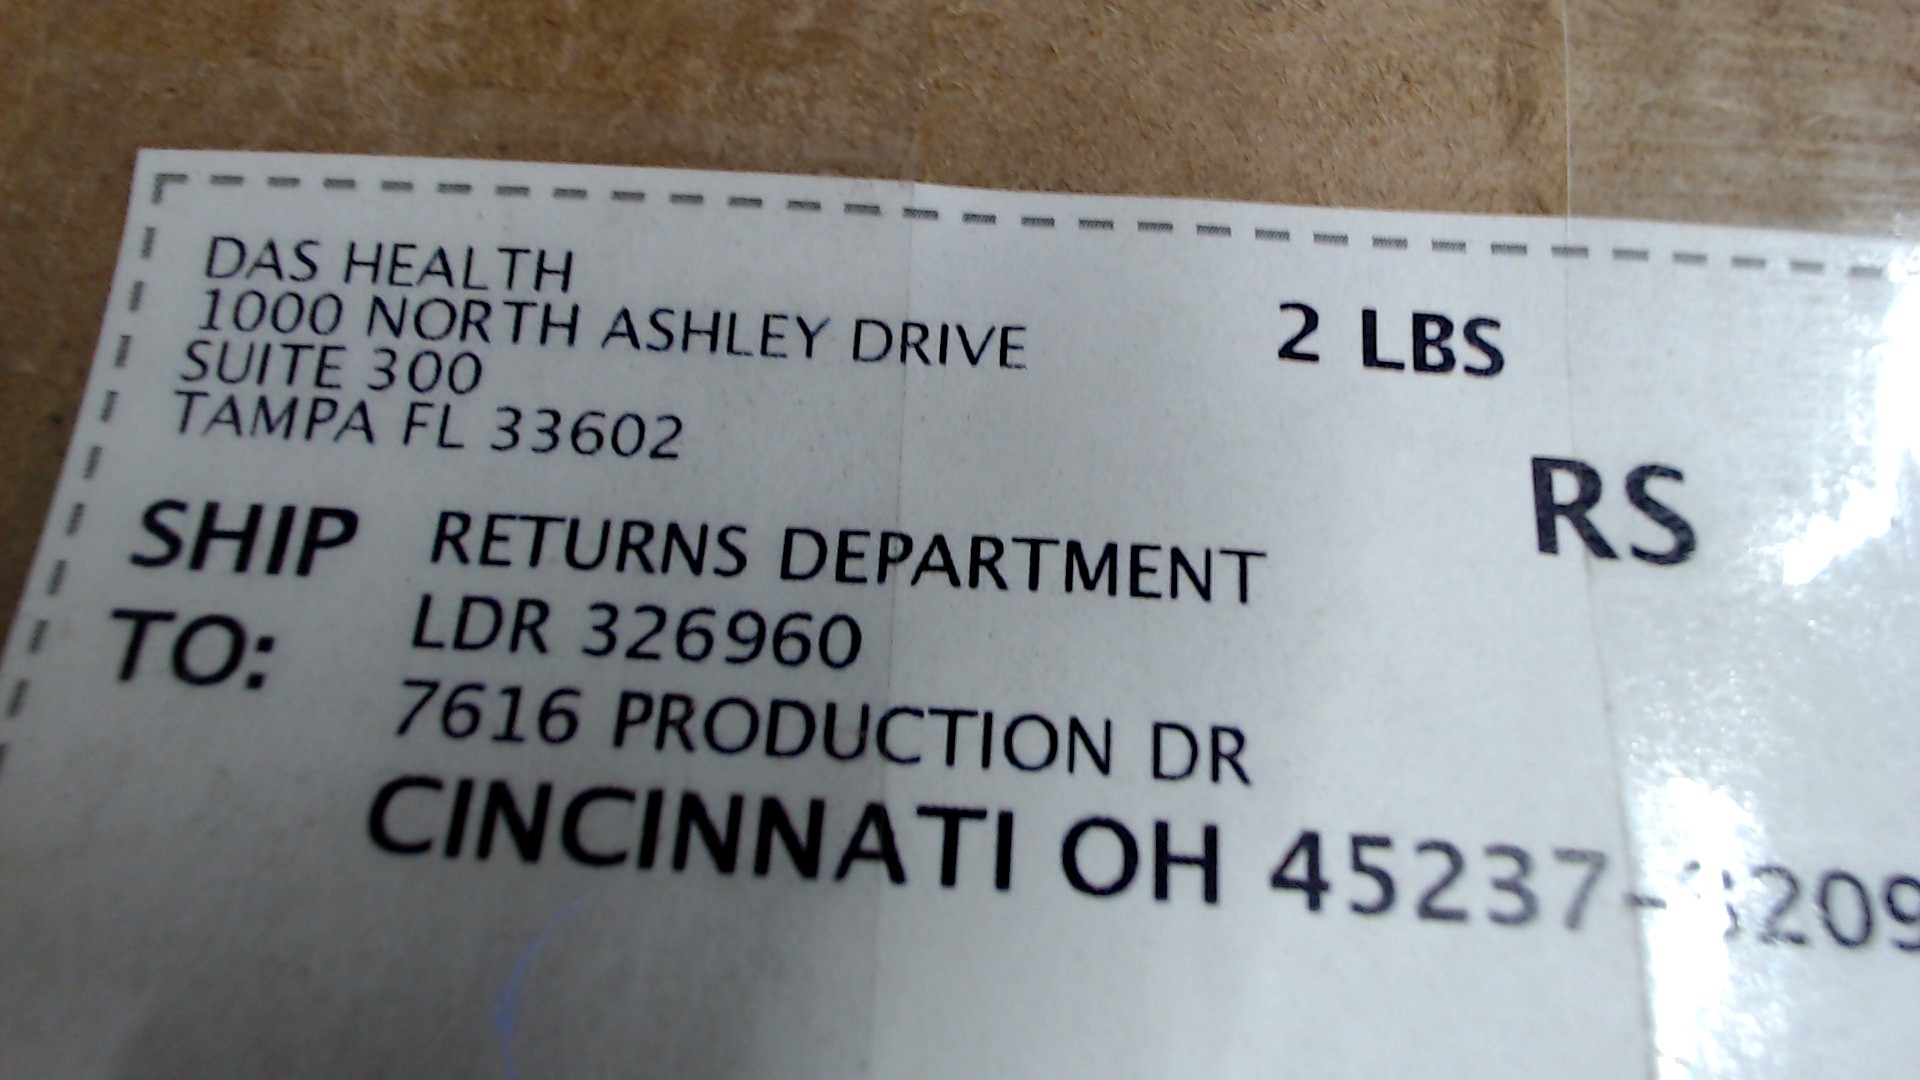 DAS HEALTH
1000 NORTH ASHLEY DRIVE
SUITE 300
TAMPA FL 33602
2 LBS
RS
SHIP TO:
RETURNS DEPARTMENT
LDR 326960
7616 PRODUCTION DR
CINCINNATI OH